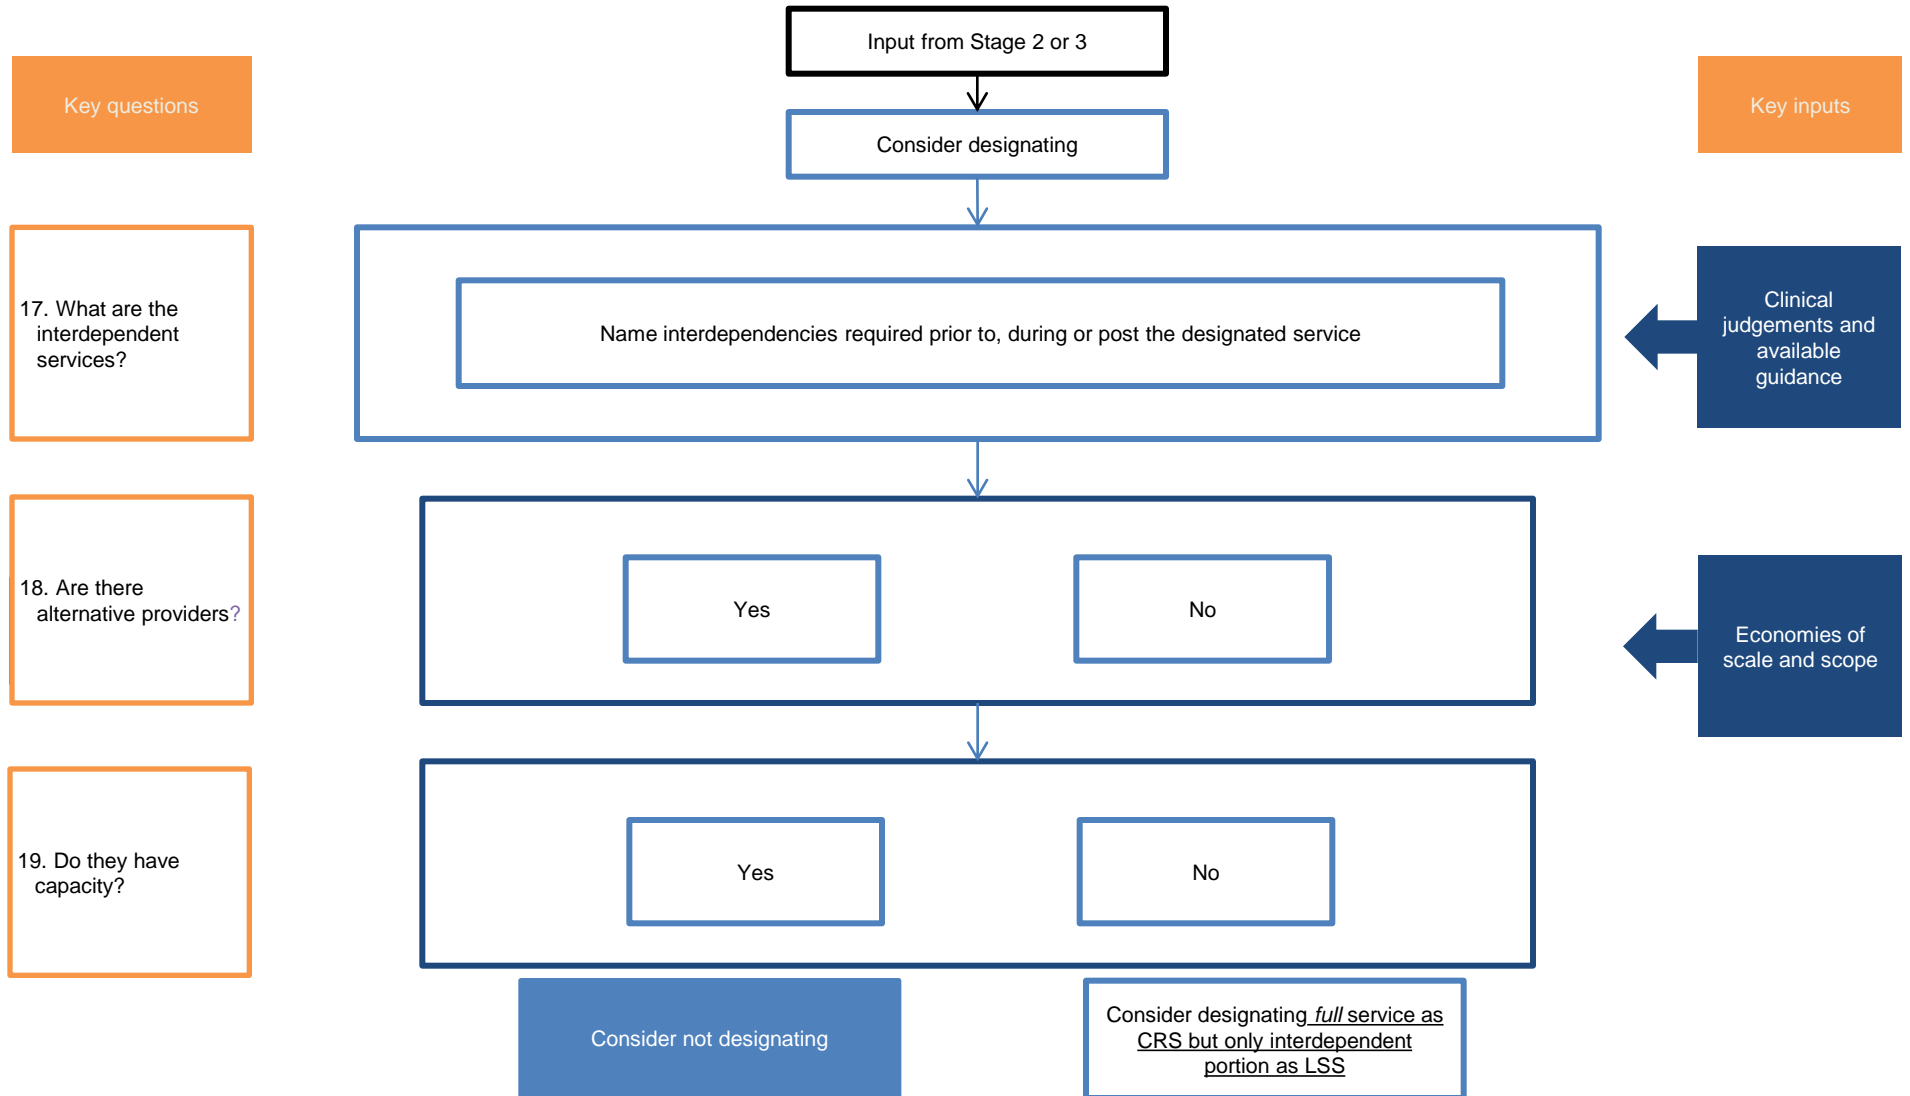 Input from Stage 2 or 3
Key questions
Key inputs
Consider designating
17. What are the
interdependent
services?
Name interdependencies required prior to, during or post the designated service
Clinical
judgements and
available
guidance
18. Are there
alternative providers?
Yes
No
Economies of
scale and scope
19. Do they have
capacity?
Yes
No
Consider not designating
Consider designating full service as
CRS but only interdependent
portion as LSS